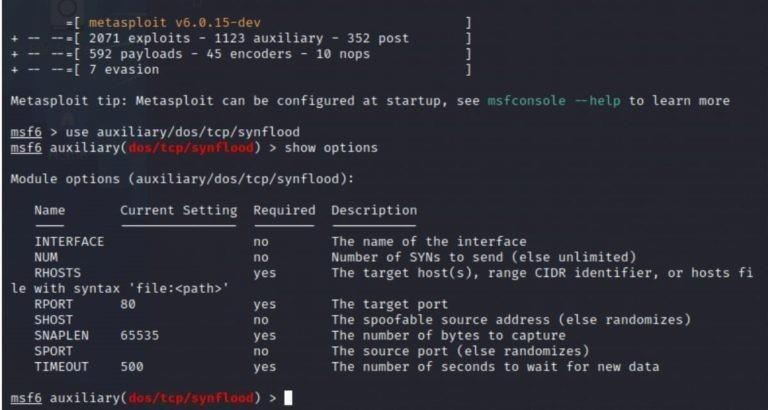 =[ metasploit v6.0.15-dev ]
+ -- --=[ 2071 exploits - 1123 auxiliary - 352 post ]
+ -- --=[ 592 payloads - 45 encoders - 10 nops ]
+ -- --=[ 7 evasion ]
Metasploit tip: Metasploit can be configured at startup, see msfconsole --help to learn more
msf6 > use auxiliary/dos/tcp/synflood
msf6 auxiliary(dos/tcp/synflood) > show options
Module options (auxiliary/dos/tcp/synflood):
Name Current Setting Required Description
INTERFACE no The name of the interface
NUM no Number of SYNs to send (else unlimited)
RHOSTS yes The target host(s), range CIDR identifier, or hosts fi
le with syntax 'file:<path>'
RPORT 80 yes The target port
SHOST no The spoofable source address (else randomizes)
SNAPLEN 65535 yes The number of bytes to capture
SPORT no The source port (else randomizes)
TIMEOUT 500 yes The number of seconds to wait for new data
msf6 auxiliary(dos/tcp/synflood) >